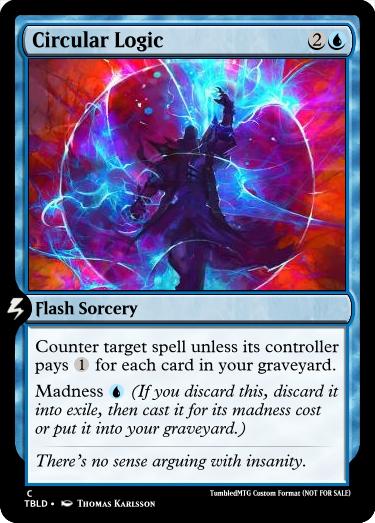 Circular Logic 2
Flash Sorcery
Counter target spell unless its controller
pays 1 for each card in your graveyard.
Madness (If you discard this, discard it
into exile, then cast it for its madness cost
or put it into your graveyard.)
There's no sense arguing with insanity.
C
TBLD • Thomas Karlsson
TumbledMTG Custom Format (NOT FOR SALE)